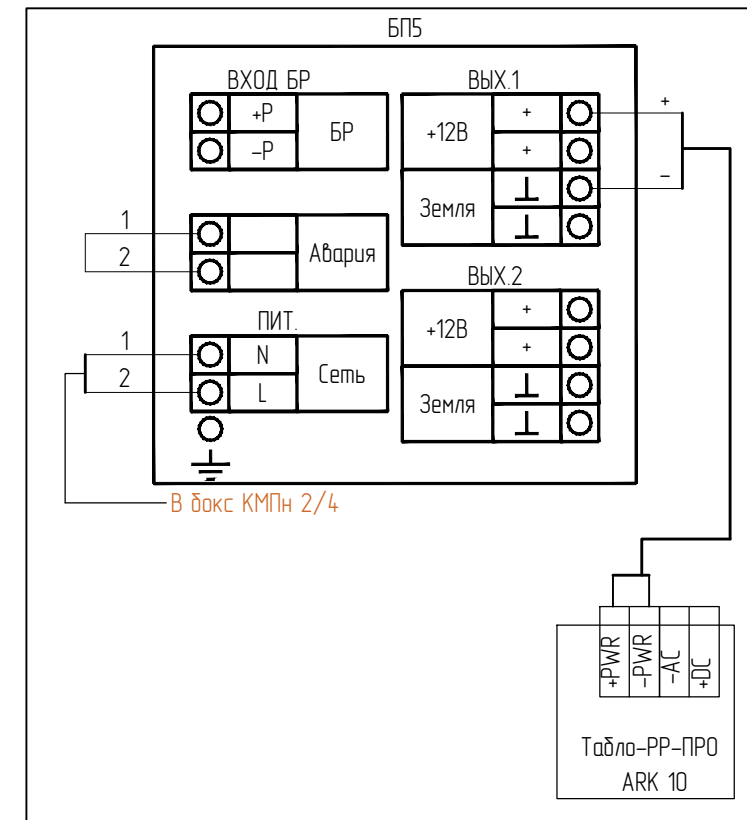 БП5
ВХОД БР
+Р
–Р
БР
1
2
Авария
ПИТ.
1
2
N
L
Сеть
В бокс КМПн 2/4
ВЫХ.1
+12В
+
+
Земля
+
–
ВЫХ.2
+12В
+
+
Земля
+PWR
–PWR
-AC
+DC
Табло–РР–ПРО
ARK 10